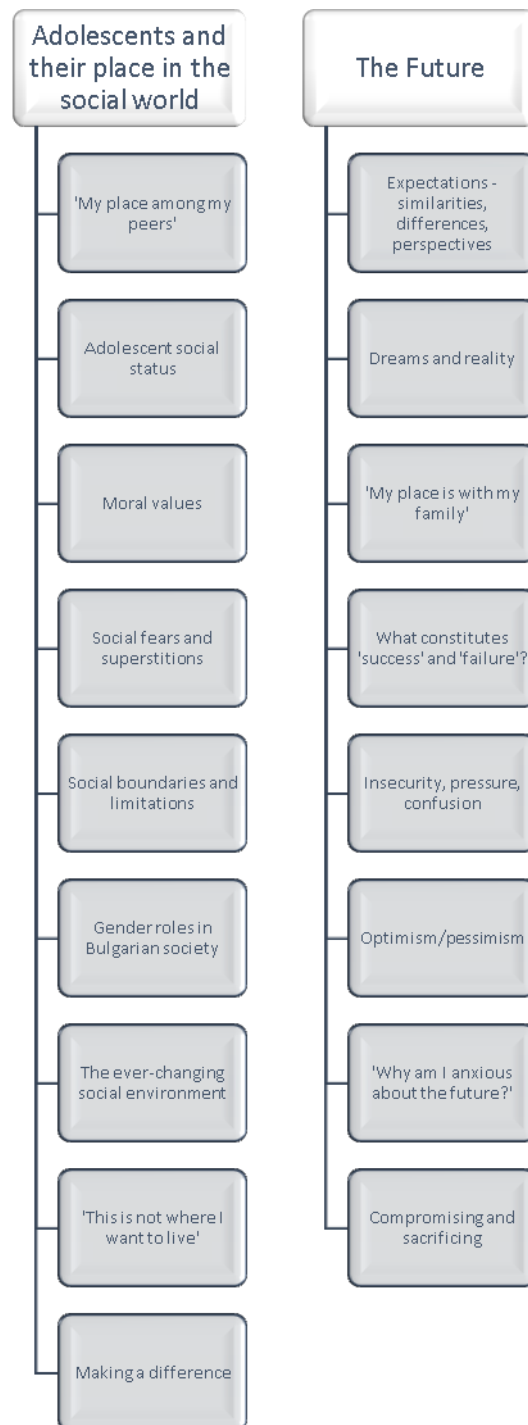 Adolescents and
their place in the
social world
'My place among my
peers'
Adolescent social
status
Moral values
Social fears and
superstitions
Social boundaries and
limitations
Gender roles in
Bulgarian society
The ever-changing
social environment
'This is not where I
want to live'
Making a difference
The Future
Expectations -
similarities,
differences,
perspectives
Dreams and reality
'My place is with my
family'
What constitutes
'success' and 'failure'?
Insecurity, pressure,
confusion
Optimism/pessimism
'Why am I anxious
about the future?'
Compromising and
sacrificing